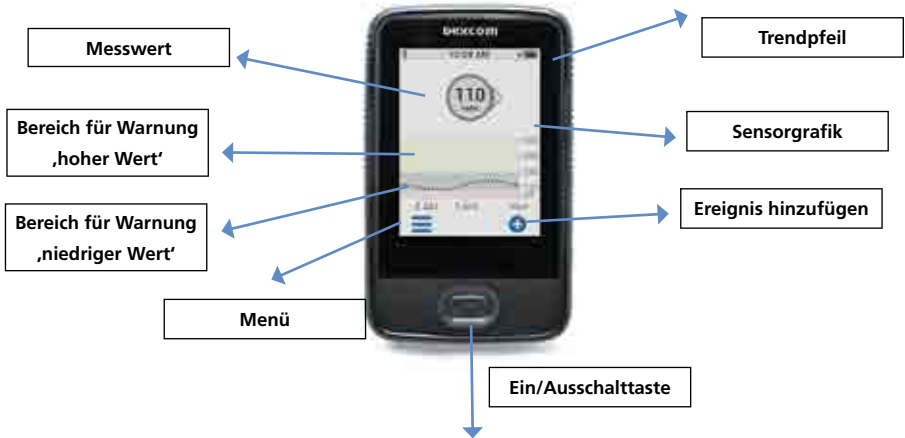 Messwert
Trendpfeil
Bereich für Warnung
‚hoher Wert‘
Sensorgrafik
Bereich für Warnung
‚niedriger Wert‘
Ereignis hinzufügen
Menü
Ein/Ausschalttaste
Dexcom
AM
110